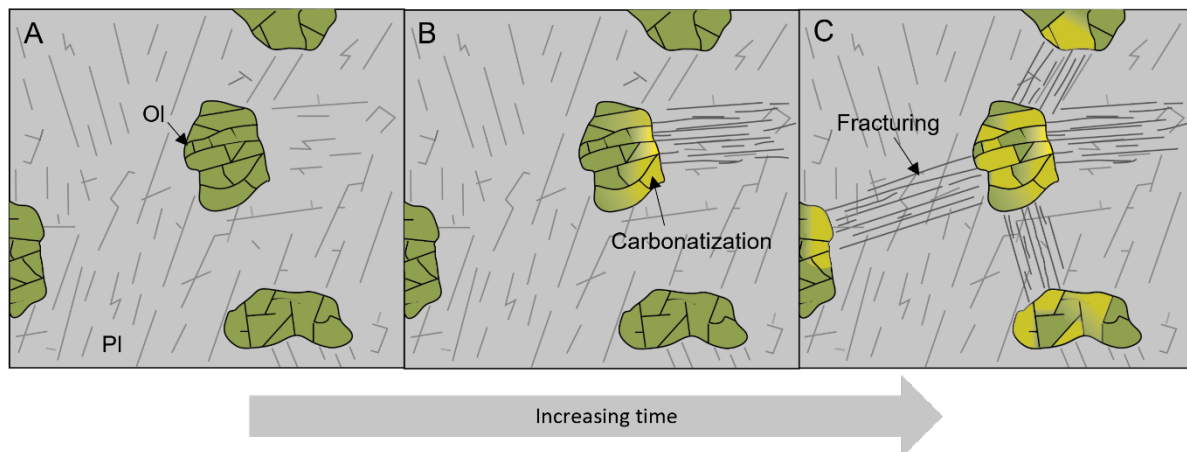 A
B
C
Ol
Fracturing
Carbonatization
Pl
Increasing time